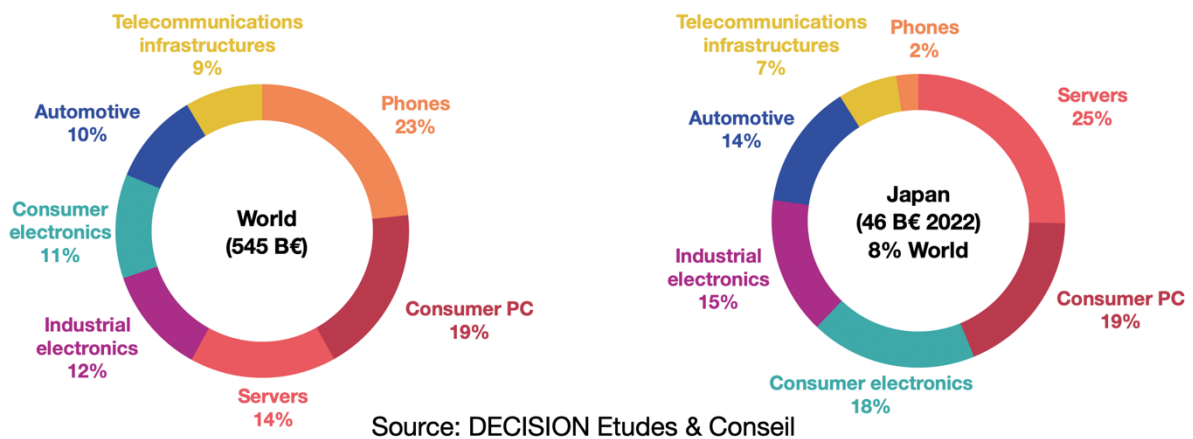 Telecommunications
infrastructures
9%
Phones
23%
Automotive
10%
Consumer
electronics
11%
World
(545 B€)
Industrial
electronics
12%
Consumer PC
19%
Servers
14%
Telecommunications
infrastructures
7%
Phones
2%
Servers
25%
Automotive
14%
Japan
(46 B€ 2022)
8% World
Industrial
electronics
15%
Consumer PC
19%
Consumer electronics
18%
Source: DECISION Etudes & Conseil